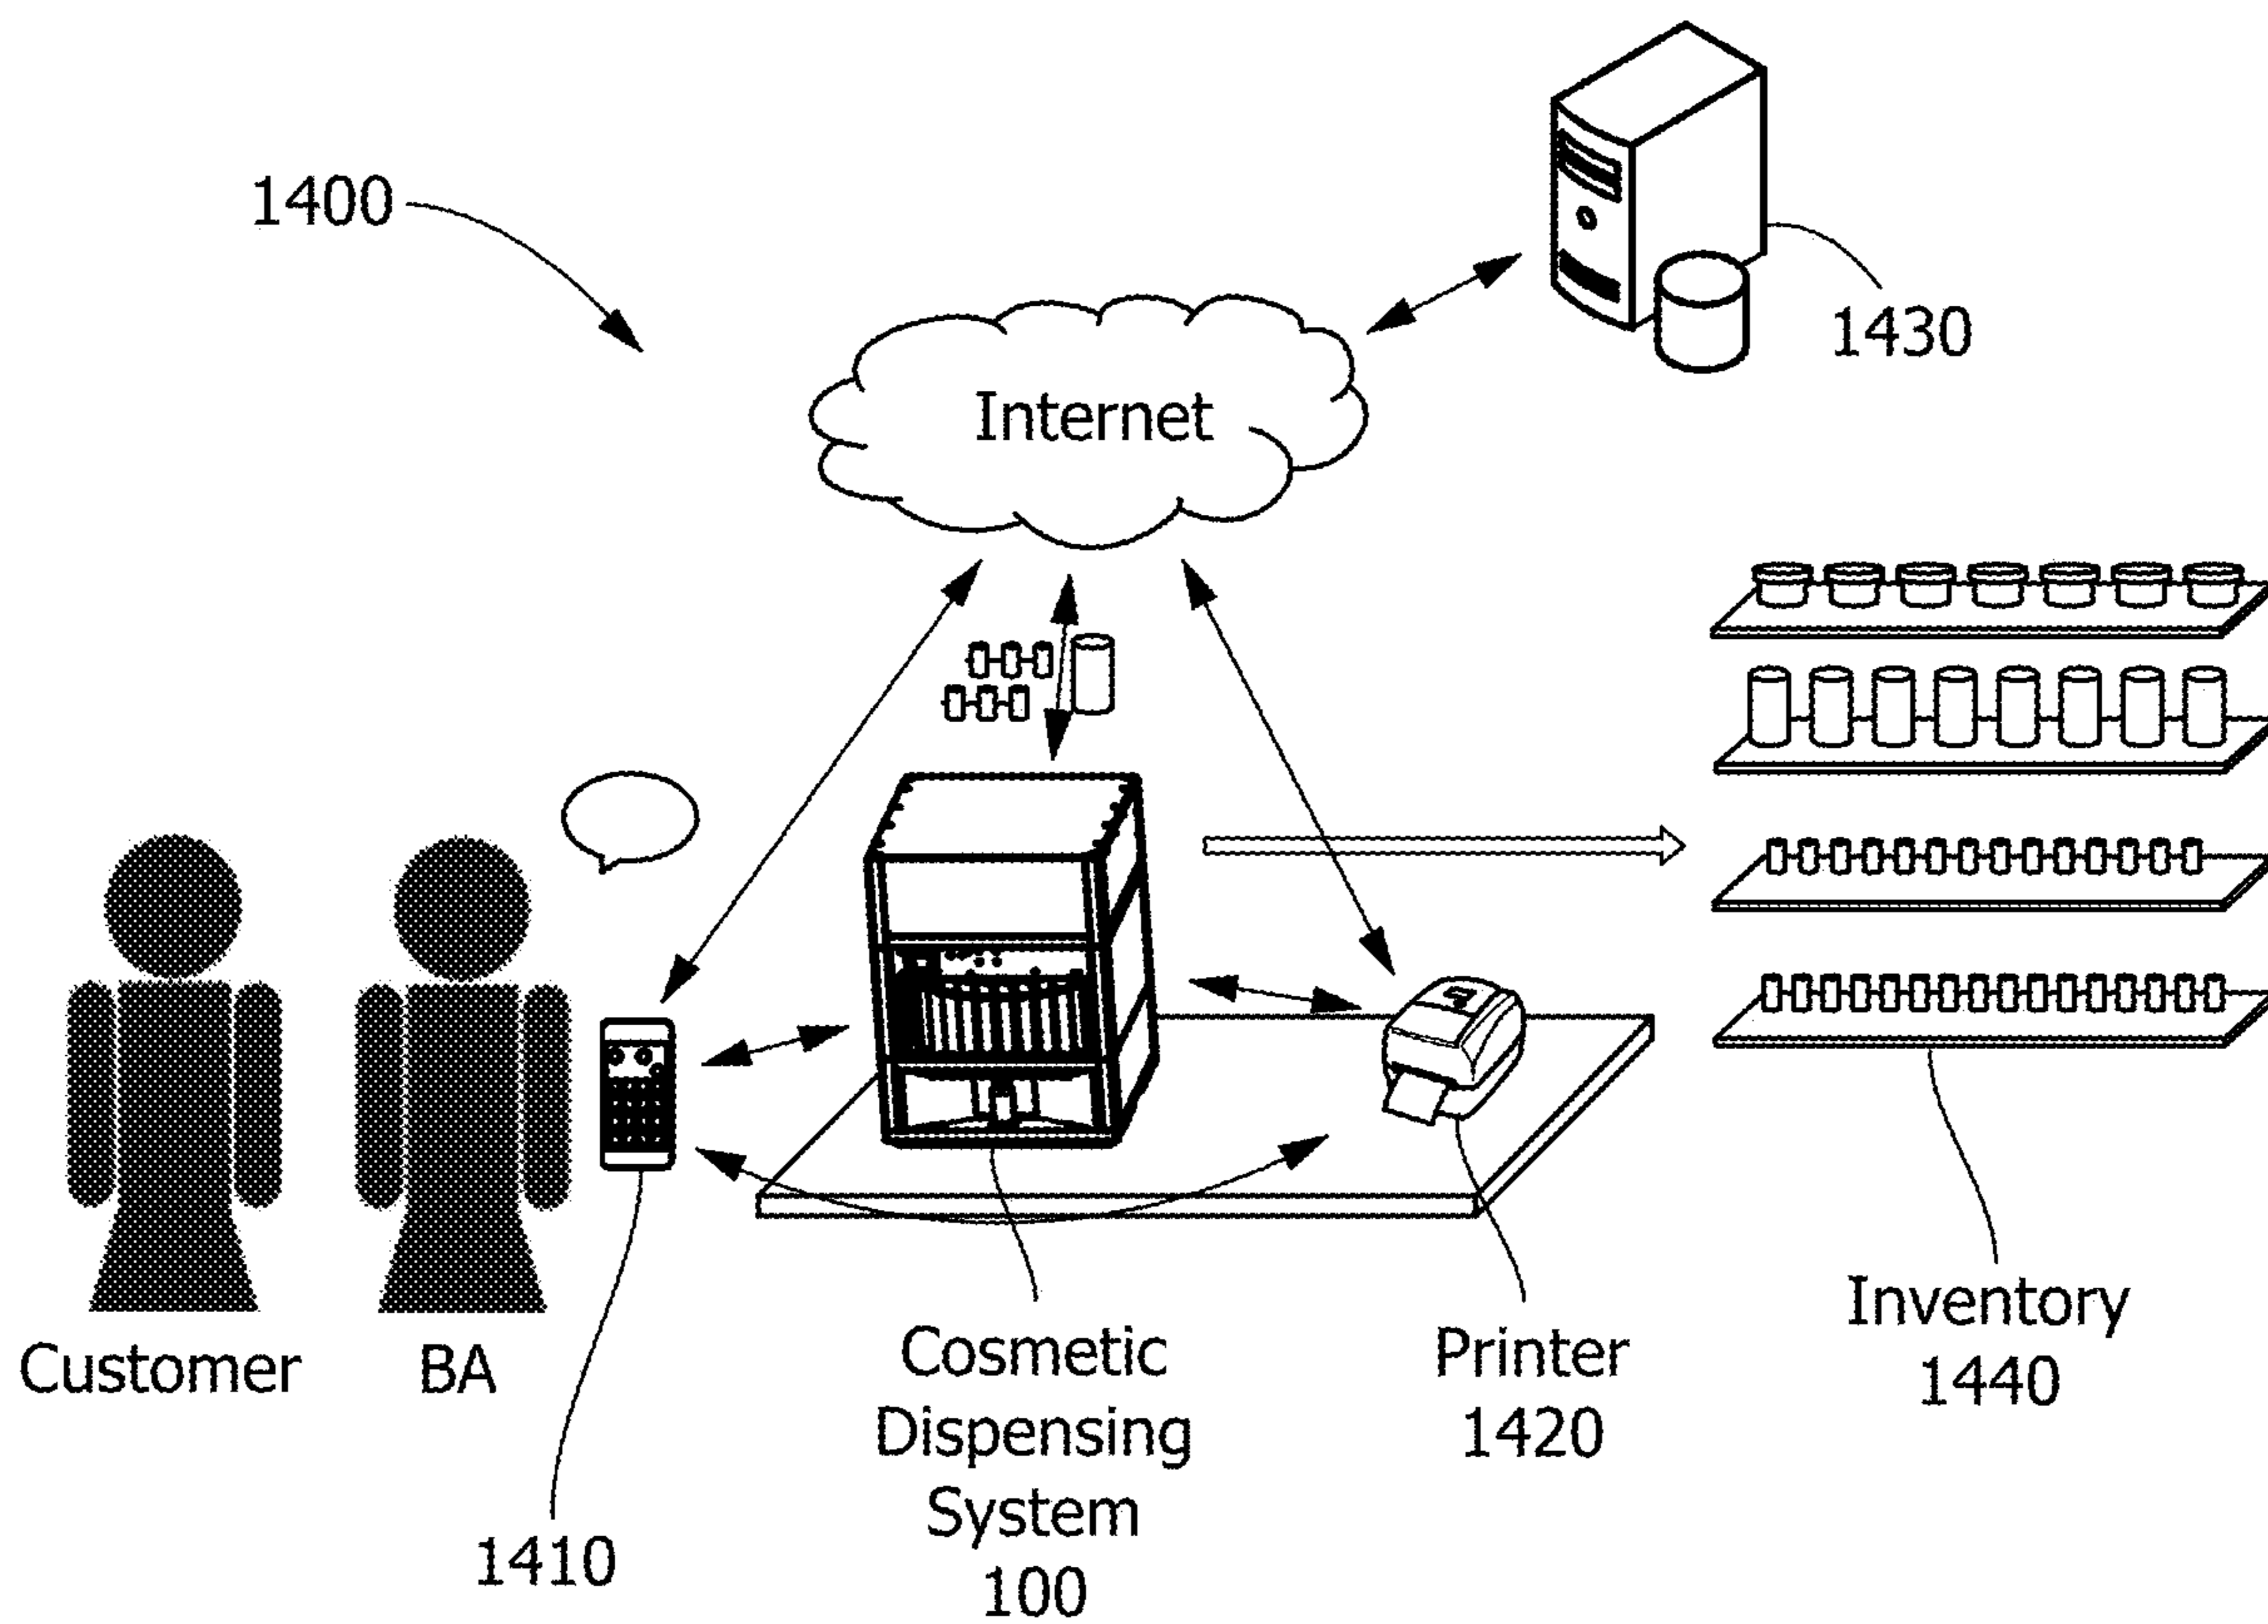 1400
1430
Internet
Customer
BA
1410
Cosmetic
Dispensing
System
100
Printer
1420
Inventory
1440